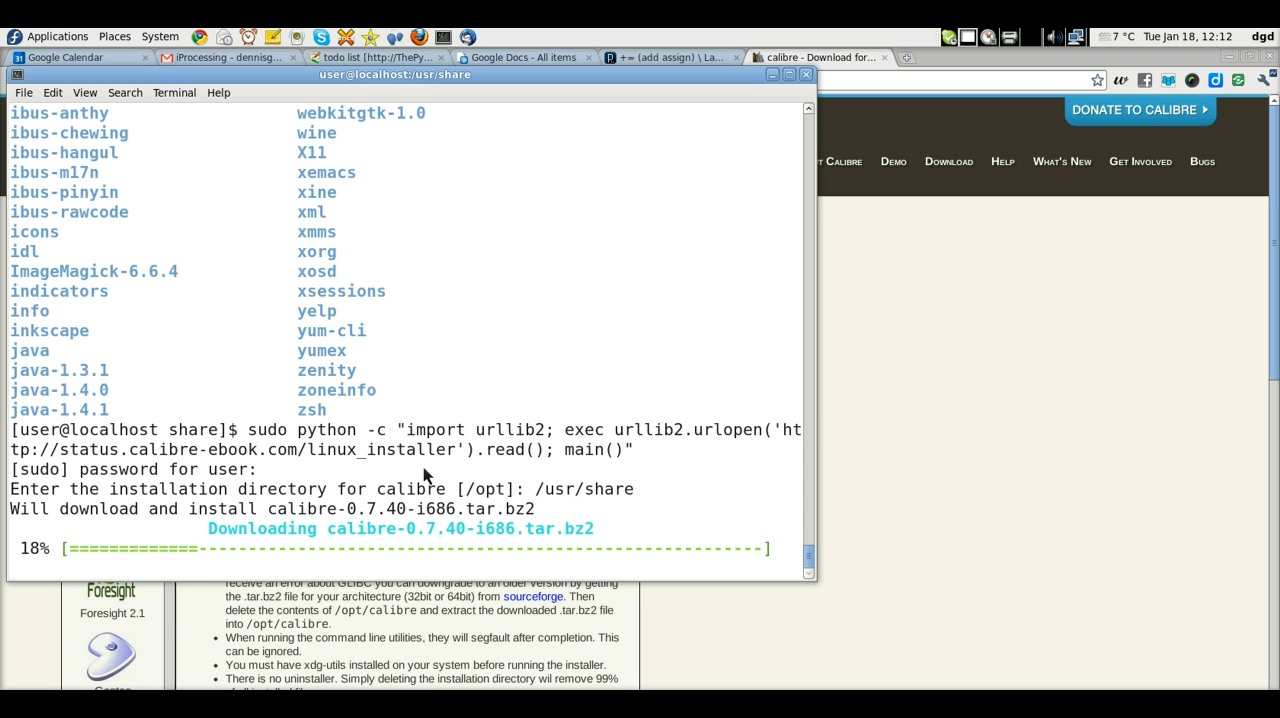 Applications Places System
7 °C Tue Jan 18, 12:12 dgd
31 Google Calendar
iProcessing - dennisg...
todo list [http://ThePy...
Google Docs - All items
+= (add assign) \ La...
calibre - Download for...
user@localhost:/usr/share
File Edit View Search Terminal Help
DONATE TO CALIBRE
T CALIBRE DEMO DOWNLOAD HELP WHAT'S NEW GET INVOLVED BUGS
ibus-anthy webkitgtk-1.0
ibus-chewing wine
ibus-hangul X11
ibus-m17n xemacs
ibus-pinyin xine
ibus-rawcode xml
icons xmms
idl xorg
ImageMagick-6.6.4 xosd
indicators xsessions
info yelp
inkscape yum-cli
java yumex
java-1.3.1 zenity
java-1.4.0 zoneinfo
java-1.4.1 zsh
[user@localhost share]$ sudo python -c "import urllib2; exec urllib2.urlopen('ht
tp://status.calibre-ebook.com/linux_installer').read(); main()"
[sudo] password for user:
Enter the installation directory for calibre [/opt]: /usr/share
Will download and install calibre-0.7.40-i686.tar.bz2
Downloading calibre-0.7.40-i686.tar.bz2
18% [=============---------------------------------------------------------]
Foresight
Foresight 2.1
receive an error about GLIBC you can downgrade to an older version by getting
the .tar.bz2 file for your architecture (32bit or 64bit) from sourceforge. Then
delete the contents of /opt/calibre and extract the downloaded .tar.bz2 file
into /opt/calibre.
• When running the command line utilities, they will segfault after completion. This
can be ignored.
• You must have xdg-utils installed on your system before running the installer.
• There is no uninstaller. Simply deleting the installation directory will remove 99%